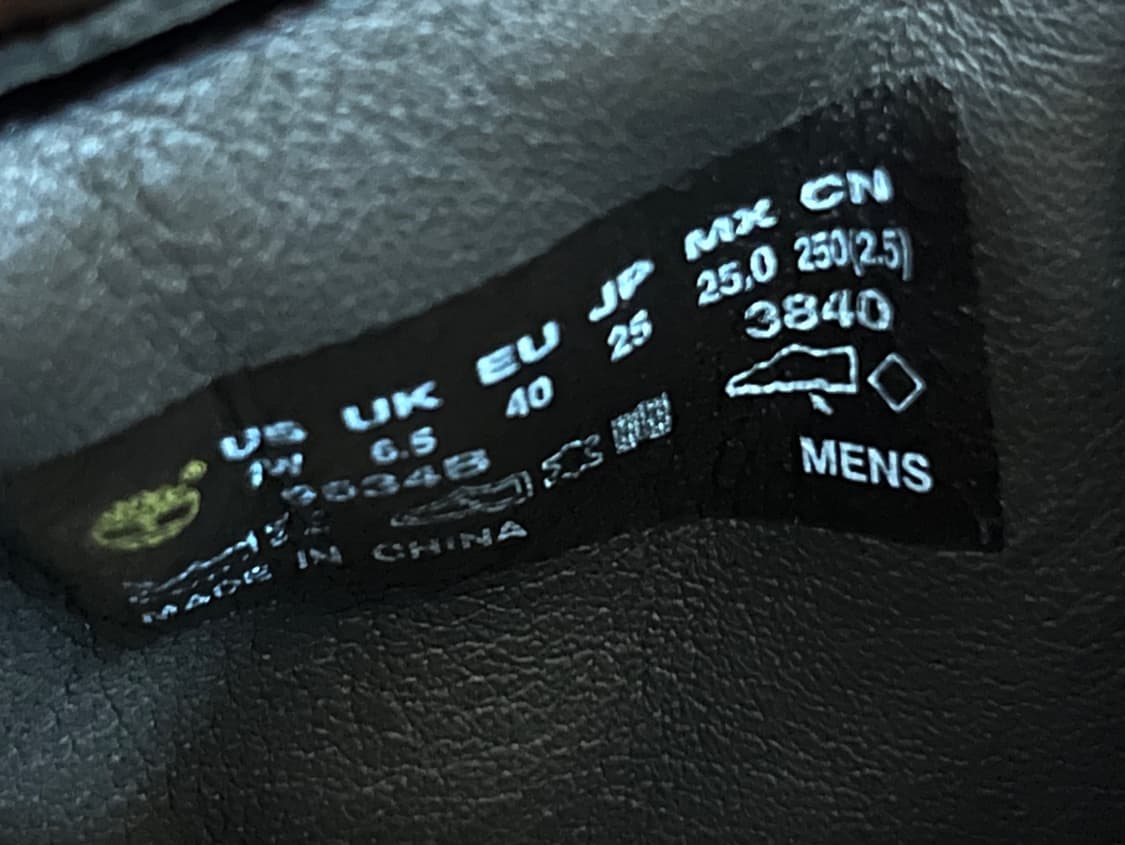 US UK EU JP MX CN
7W 6.5 40 25 25,0 250(2.5)
3840
MADE IN CHINA
MENS